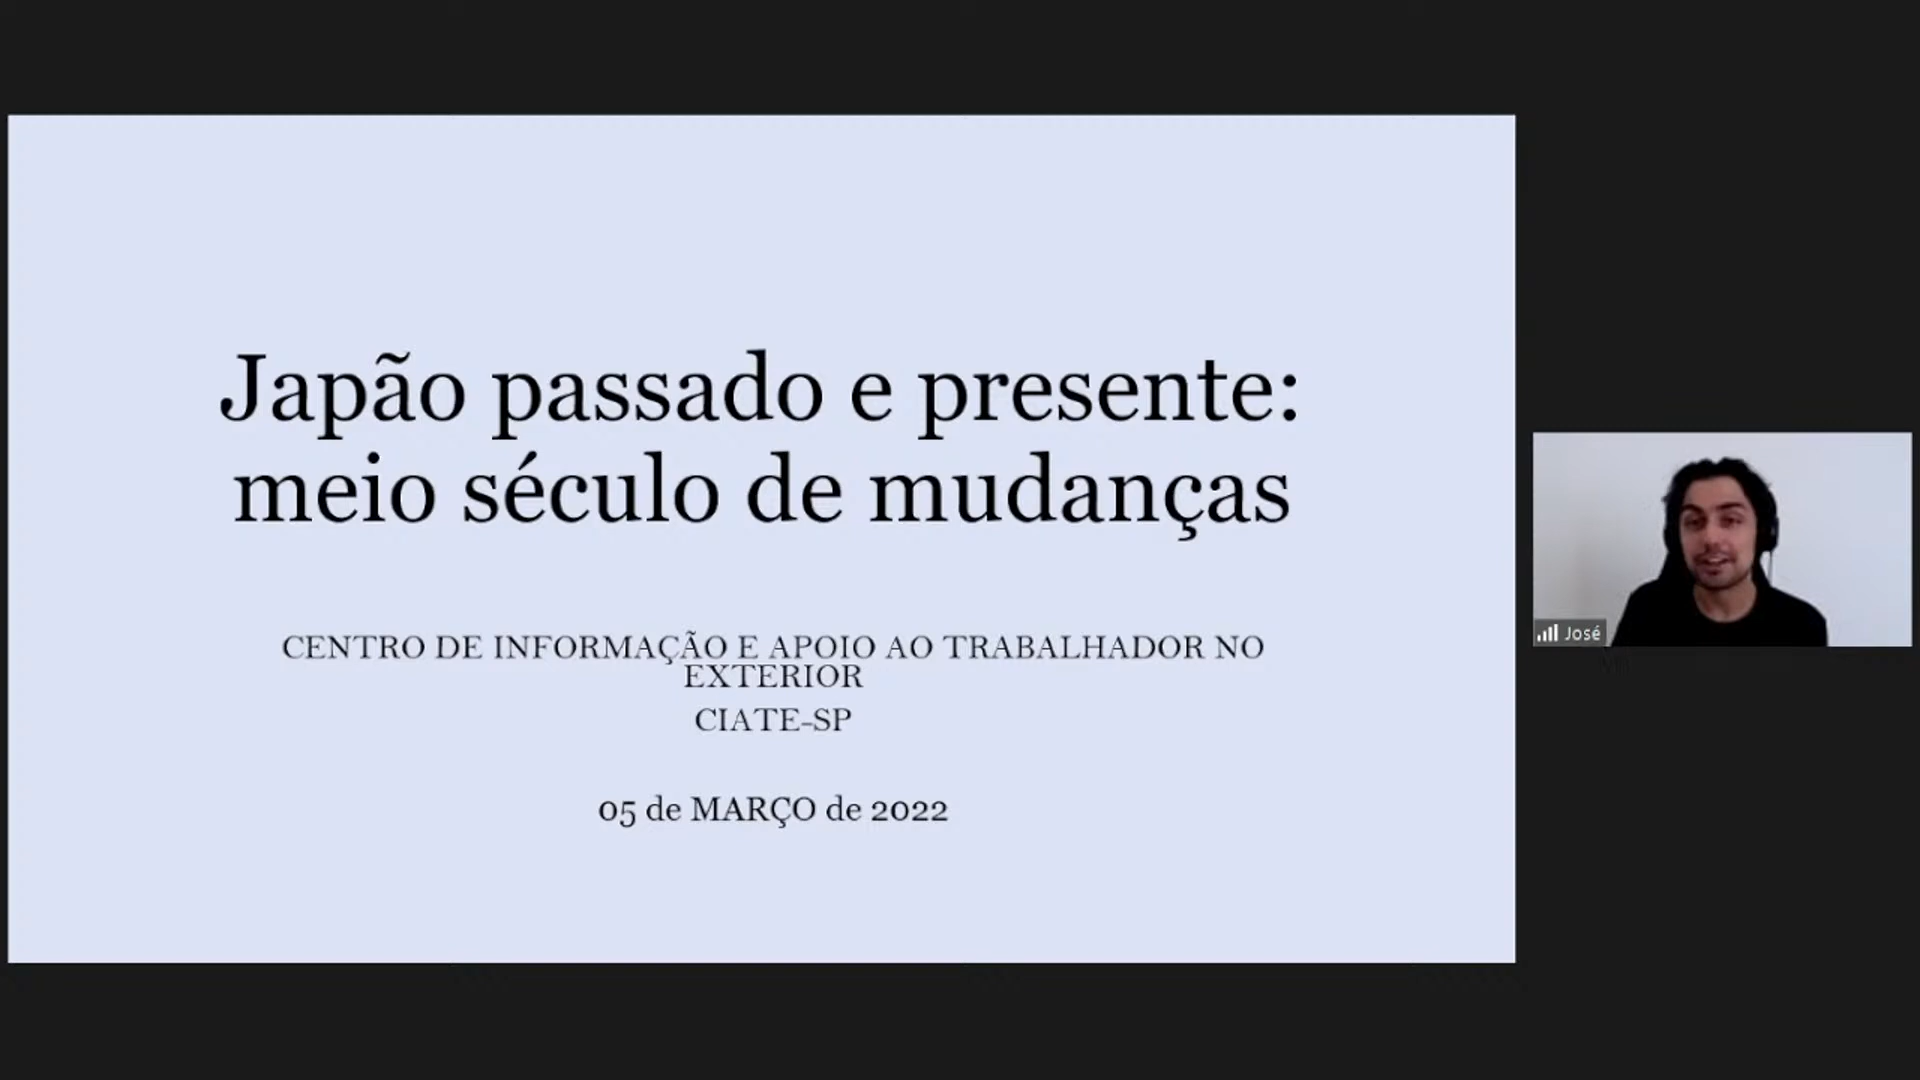 Japão passado e presente:
meio século de mudanças
CENTRO DE INFORMAÇÃO E APOIO AO TRABALHADOR NO
EXTERIOR
CIATE-SP
05 de MARÇO de 2022
José